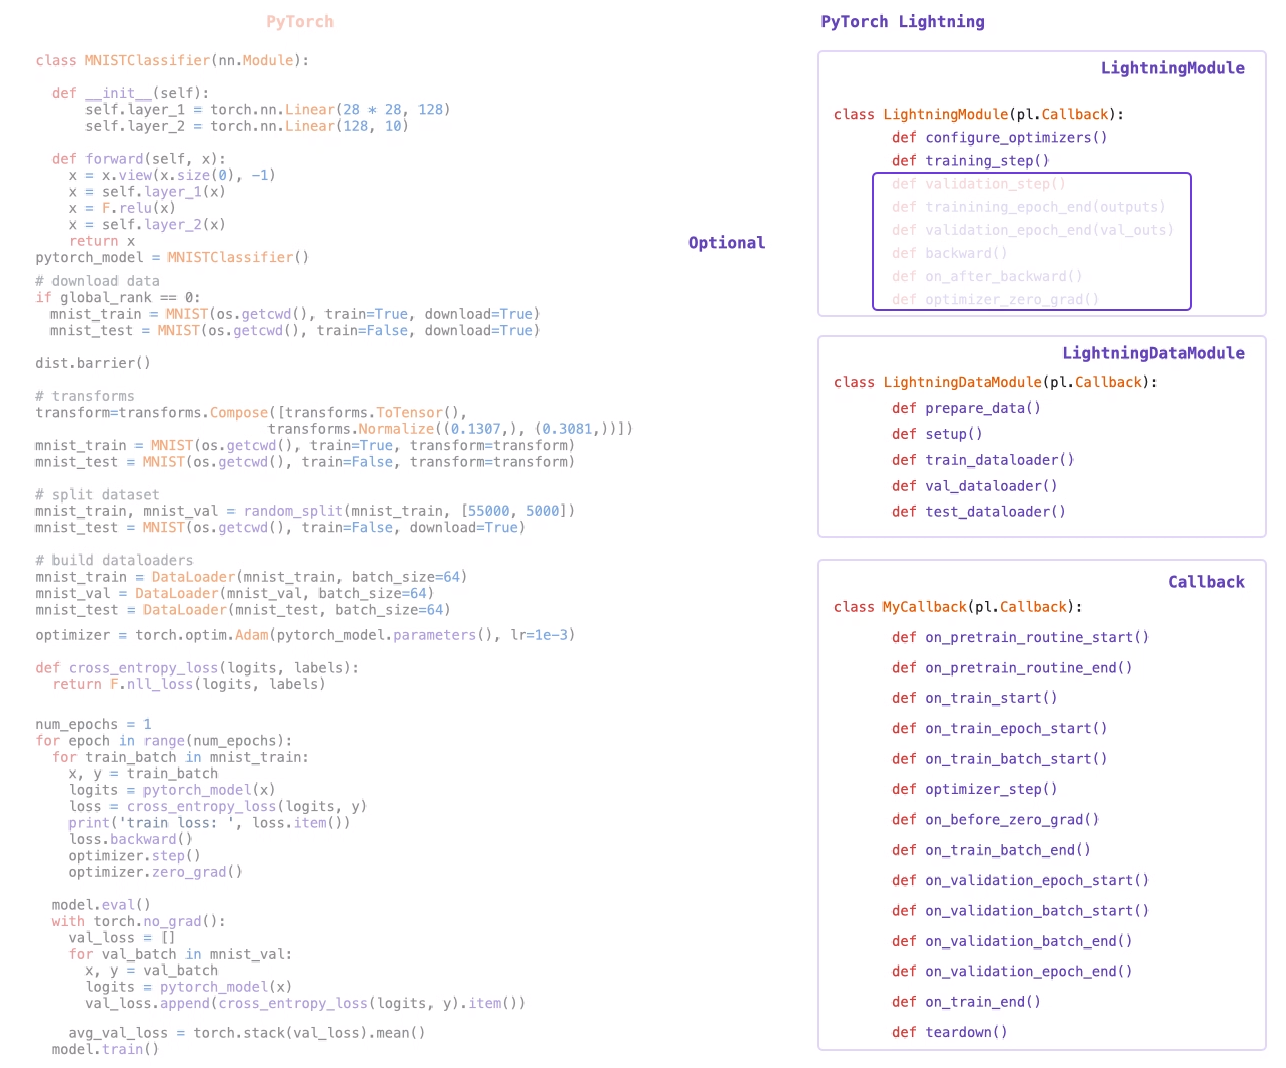 PyTorch
class MNISTClassifier(nn.Module):
def __init__(self):
self.layer_1 = torch.nn.Linear(28 * 28, 128)
self.layer_2 = torch.nn.Linear(128, 10)
def forward(self, x):
x = x.view(x.size(0), -1)
x = self.layer_1(x)
x = F.relu(x)
x = self.layer_2(x)
return x
pytorch_model = MNISTClassifier()
# download data
if global_rank == 0:
mnist_train = MNIST(os.getcwd(), train=True, download=True)
mnist_test = MNIST(os.getcwd(), train=False, download=True)
dist.barrier()
# transforms
transform=transforms.Compose([transforms.ToTensor(),
transforms.Normalize((0.1307,), (0.3081,))])
mnist_train = MNIST(os.getcwd(), train=True, transform=transform)
mnist_test = MNIST(os.getcwd(), train=False, transform=transform)
# split dataset
mnist_train, mnist_val = random_split(mnist_train, [55000, 5000])
mnist_test = MNIST(os.getcwd(), train=False, download=True)
# build dataloaders
mnist_train = DataLoader(mnist_train, batch_size=64)
mnist_val = DataLoader(mnist_val, batch_size=64)
mnist_test = DataLoader(mnist_test, batch_size=64)
optimizer = torch.optim.Adam(pytorch_model.parameters(), lr=1e-3)
def cross_entropy_loss(logits, labels):
return F.nll_loss(logits, labels)
num_epochs = 1
for epoch in range(num_epochs):
for train_batch in mnist_train:
x, y = train_batch
logits = pytorch_model(x)
loss = cross_entropy_loss(logits, y)
print('train loss: ', loss.item())
loss.backward()
optimizer.step()
optimizer.zero_grad()
model.eval()
with torch.no_grad():
val_loss = []
for val_batch in mnist_val:
x, y = val_batch
logits = pytorch_model(x)
val_loss.append(cross_entropy_loss(logits, y).item())
avg_val_loss = torch.stack(val_loss).mean()
model.train()
PyTorch Lightning
LightningModule
class LightningModule(pl.Callback):
def configure_optimizers()
def training_step()
Optional
def validation_step()
def trainining_epoch_end(outputs)
def validation_epoch_end(val_outs)
def backward()
def on_after_backward()
def optimizer_zero_grad()
LightningDataModule
class LightningDataModule(pl.Callback):
def prepare_data()
def setup()
def train_dataloader()
def val_dataloader()
def test_dataloader()
Callback
class MyCallback(pl.Callback):
def on_pretrain_routine_start()
def on_pretrain_routine_end()
def on_train_start()
def on_train_epoch_start()
def on_train_batch_start()
def optimizer_step()
def on_before_zero_grad()
def on_train_batch_end()
def on_validation_epoch_start()
def on_validation_batch_start()
def on_validation_batch_end()
def on_validation_epoch_end()
def on_train_end()
def teardown()